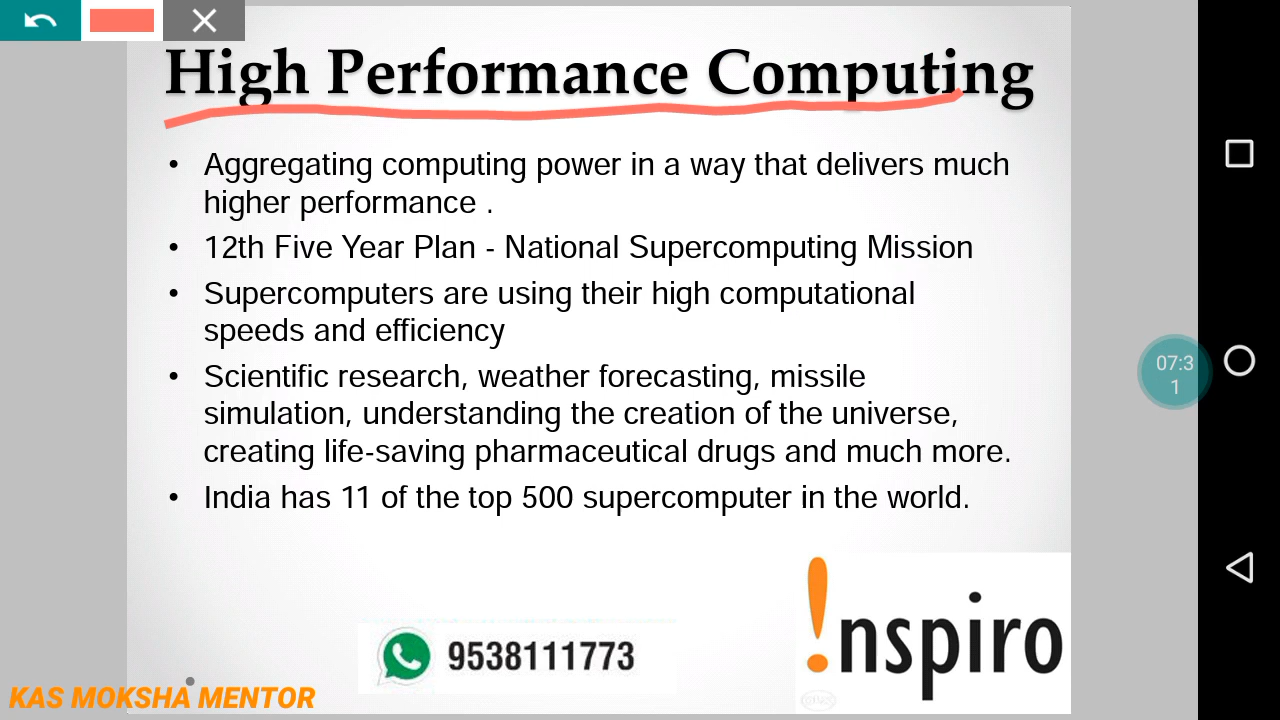 High Performance Computing
• Aggregating computing power in a way that delivers much
higher performance .
• 12th Five Year Plan - National Supercomputing Mission
• Supercomputers are using their high computational
speeds and efficiency
• Scientific research, weather forecasting, missile
simulation, understanding the creation of the universe,
creating life-saving pharmaceutical drugs and much more.
• India has 11 of the top 500 supercomputer in the world.
07:3
1
9538111773
!nspiro
KAS MOKSHA MENTOR